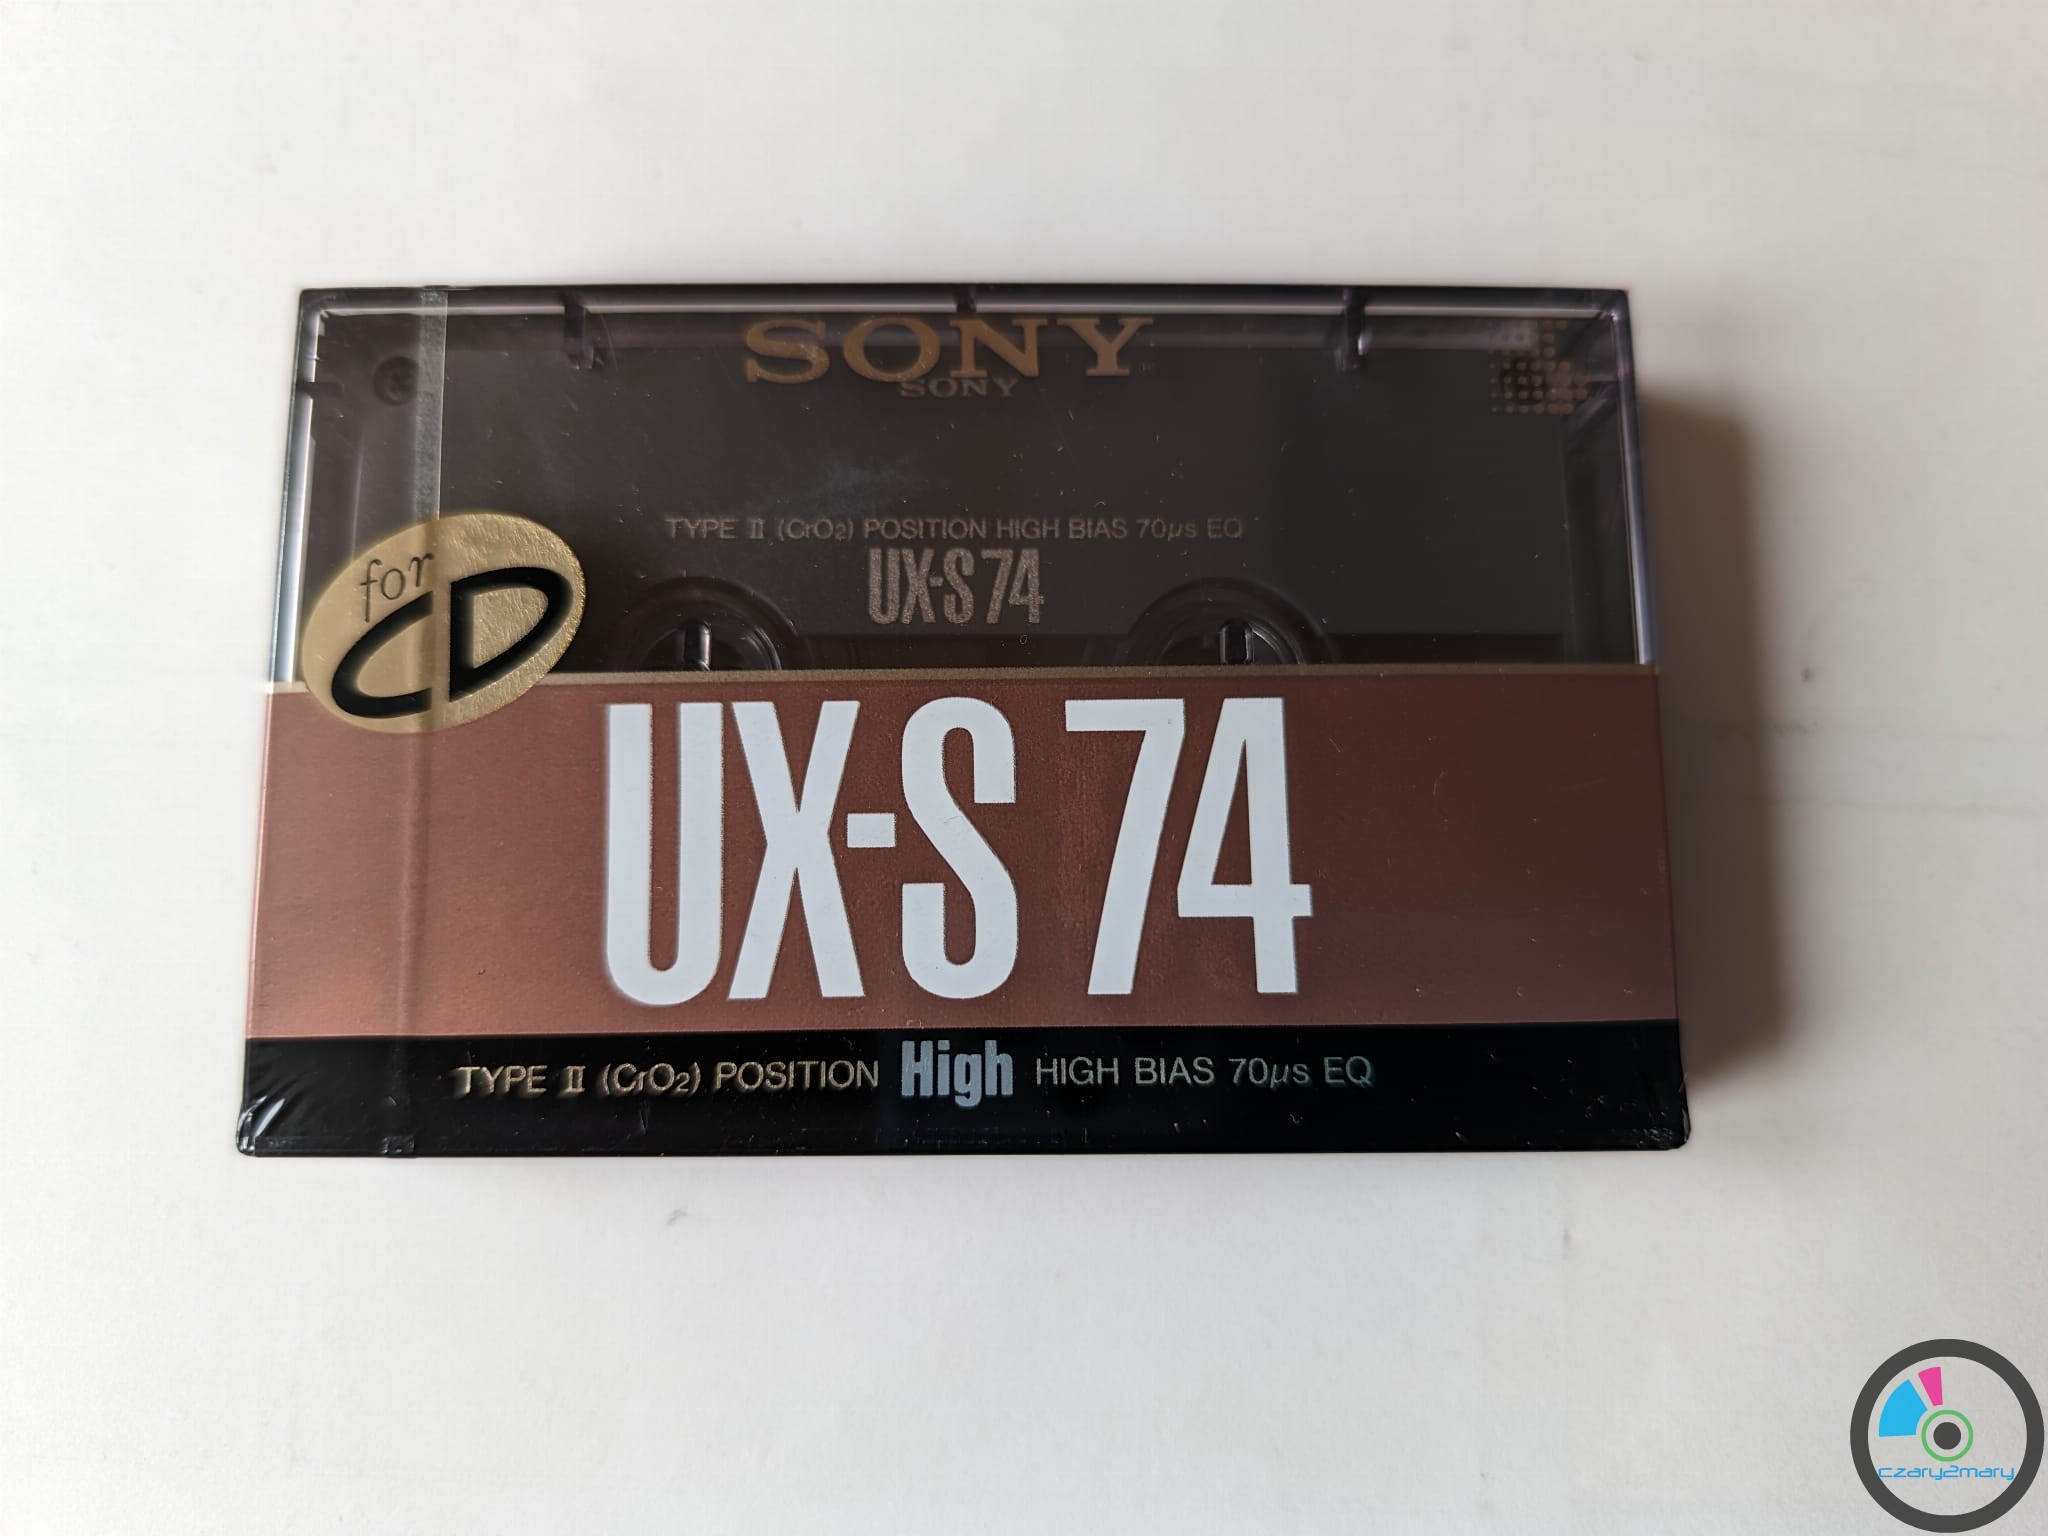 SONY
SONY
TYPE II (CrO2) POSITION HIGH BIAS 70µs EQ
UX-S 74
for
CD
UX-S 74
TYPE II (CrO2) POSITION High HIGH BIAS 70µs EQ
czary2mary